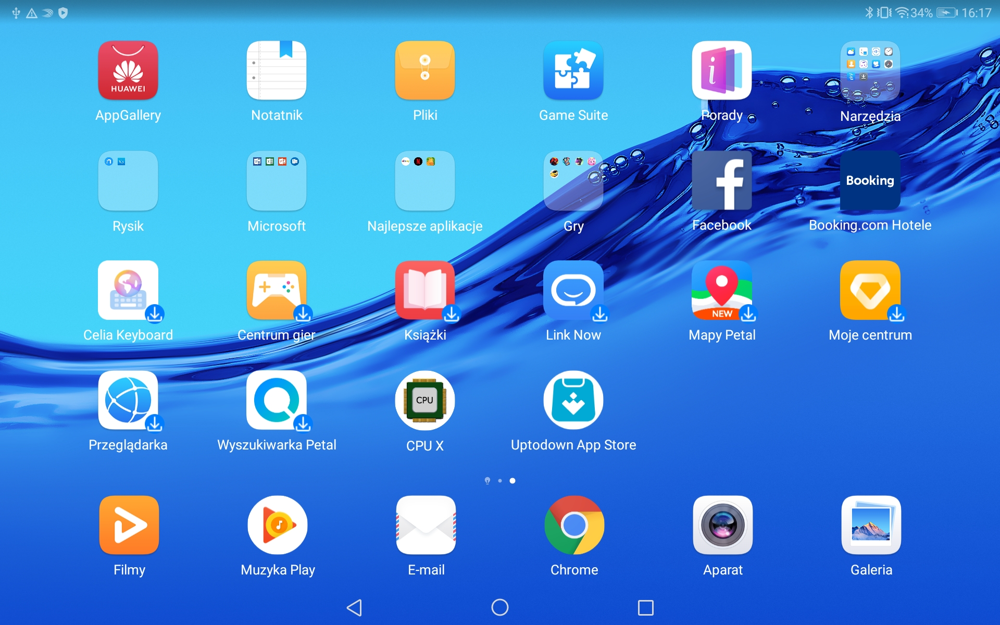 34% 16:17
HUAWEI
AppGallery Notatnik Pliki Game Suite Porady Narzędzia
Booking
Rysik Microsoft Najlepsze aplikacje Gry Facebook Booking.com Hotele
NEW
Celia Keyboard Centrum gier Książki Link Now Mapy Petal Moje centrum
CPU
Przeglądarka Wyszukiwarka Petal CPU X Uptodown App Store
Filmy Muzyka Play E-mail Chrome Aparat Galeria